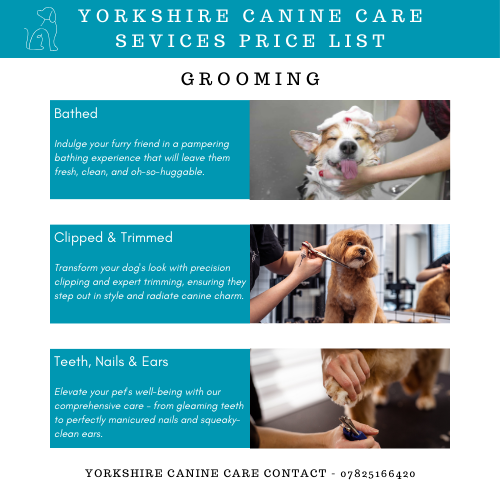 YORKSHIRE CANINE CARE
SEVICES PRICE LIST
GROOMING
Bathed
Indulge your furry friend in a pampering
bathing experience that will leave them
fresh, clean, and oh-so-huggable.
Clipped & Trimmed
Transform your dog's look with precision
clipping and expert trimming, ensuring they
step out in style and radiate canine charm.
Teeth, Nails & Ears
Elevate your pet's well-being with our
comprehensive care - from gleaming teeth
to perfectly manicured nails and squeaky-
clean ears.
YORKSHIRE CANINE CARE CONTACT - 07825166420